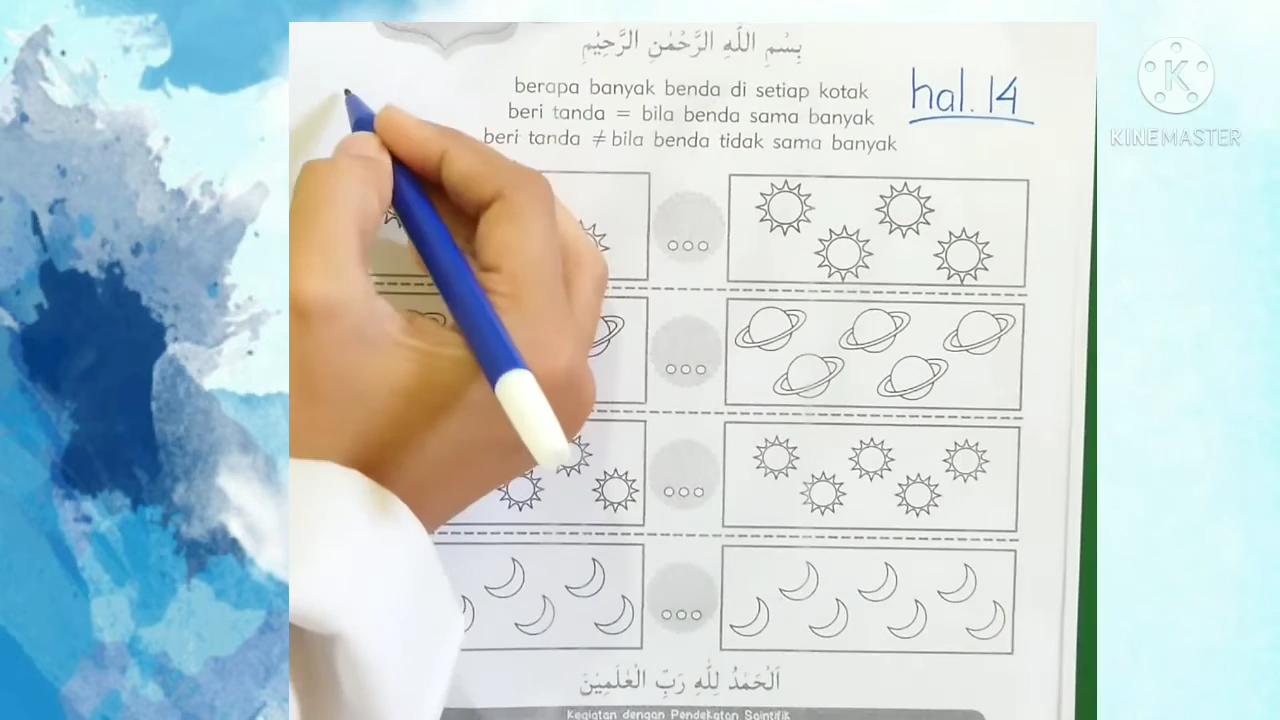 بِسْمِ اللّٰهِ الرَّحْمٰنِ الرَّحِيْمِ
berapa banyak benda di setiap kotak
beri tanda = bila benda sama banyak
beri tanda ≠ bila benda tidak sama banyak
hal. 14
K
KINEMASTER
اَلْحَمْدُ لِلّٰهِ رَبِّ الْعٰلَمِيْنَ
Kegiatan dengan Pendekatan Saintifik